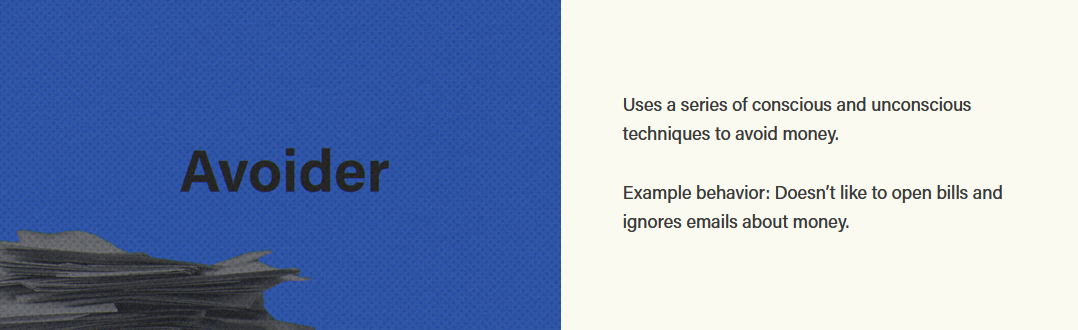 Avoider
Uses a series of conscious and unconscious
techniques to avoid money.
Example behavior: Doesn’t like to open bills and
ignores emails about money.